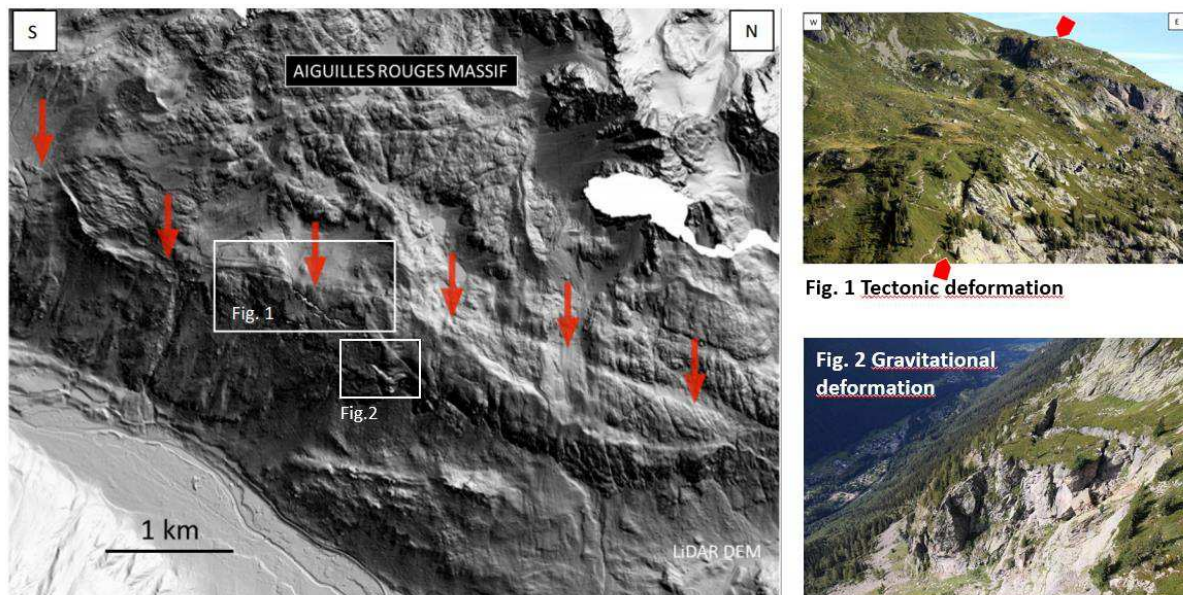 S
N
AIGUILLES ROUGES MASSIF
Fig. 1
Fig.2
1 km
LiDAR DEM
W
E
Fig. 1 Tectonic deformation
Fig. 2 Gravitational
deformation